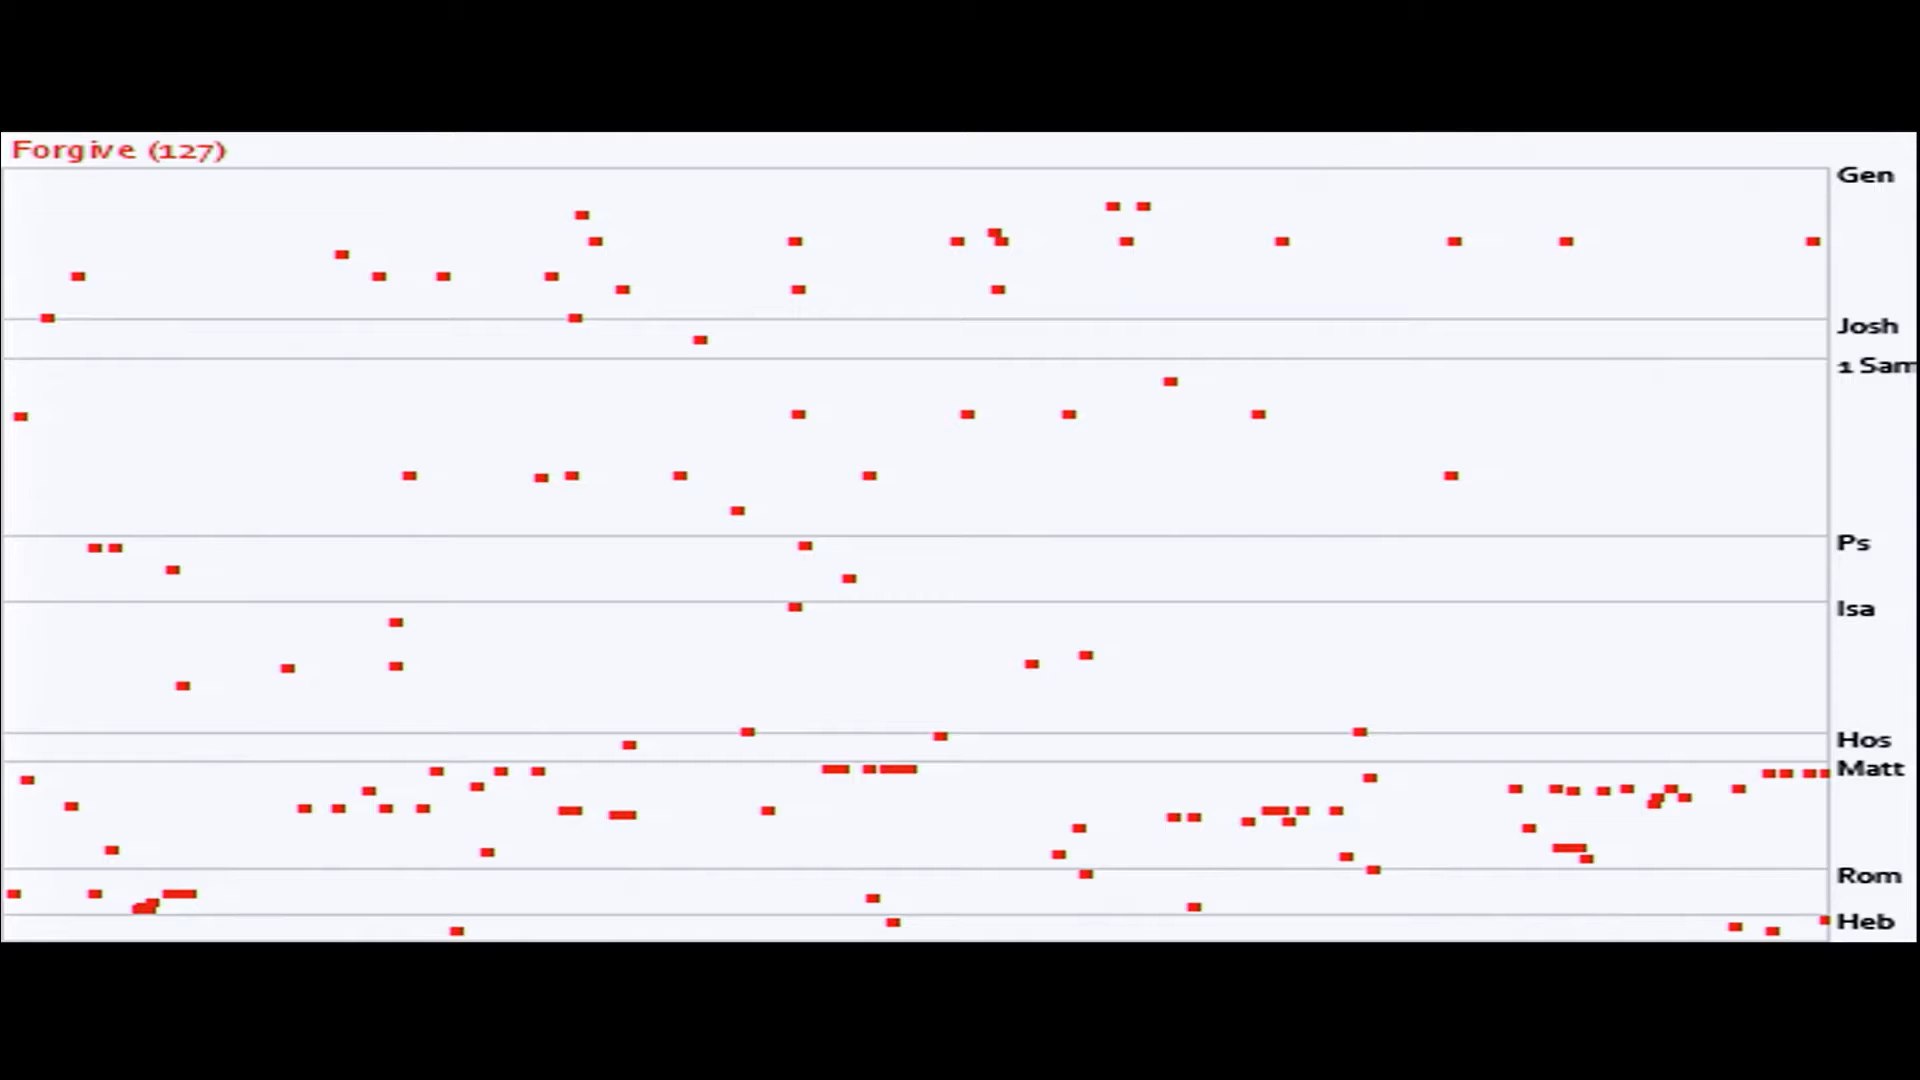 Forgive (127)
Gen
Josh
1 Sam
Ps
Isa
Hos
Matt
Rom
Heb